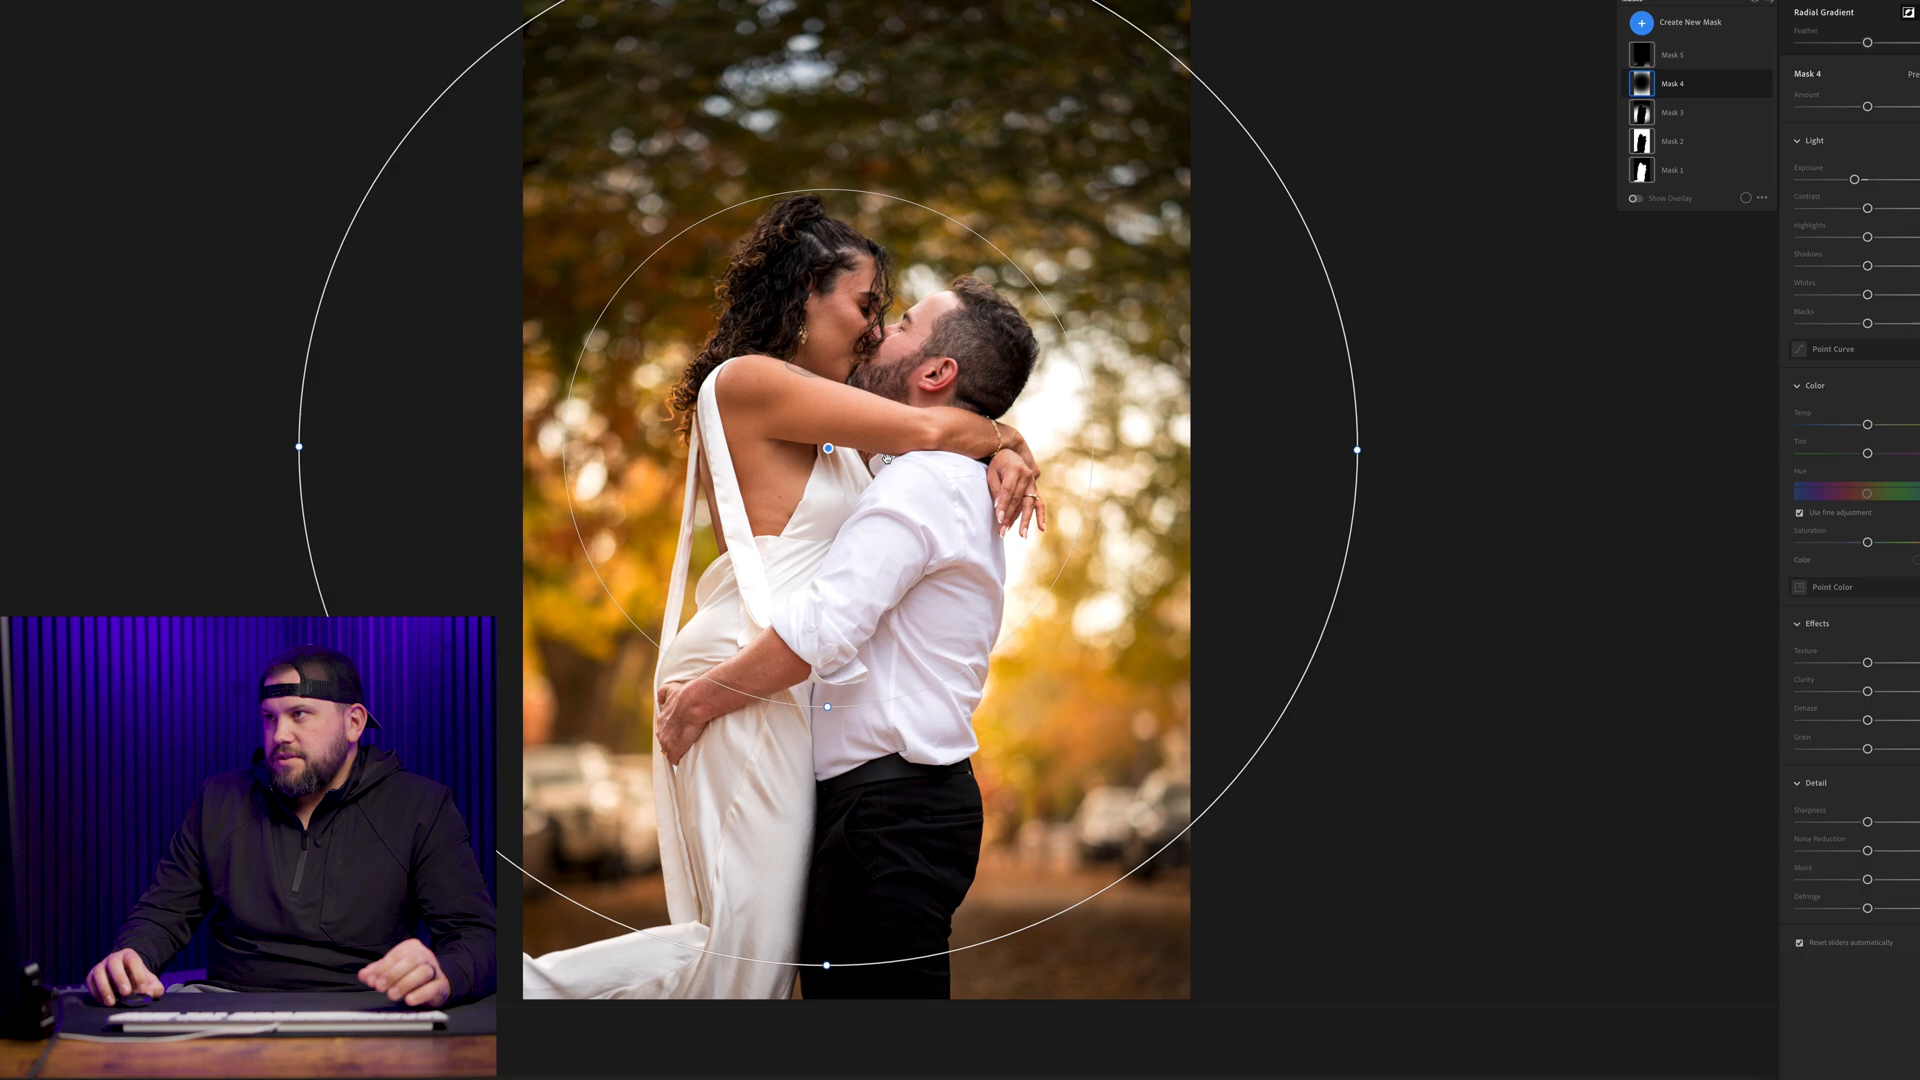 Create New Mask
Mask 5
Mask 4
Mask 3
Mask 2
Mask 1
Show Overlay
Radial Gradient
Feather
Mask 4
Amount
Light
Exposure
Contrast
Highlights
Shadows
Whites
Blacks
Point Curve
Color
Temp
Tint
Hue
Use fine adjustment
Saturation
Color
Point Color
Effects
Texture
Clarity
Dehaze
Grain
Detail
Sharpness
Noise Reduction
Moiré
Defringe
Reset sliders automatically